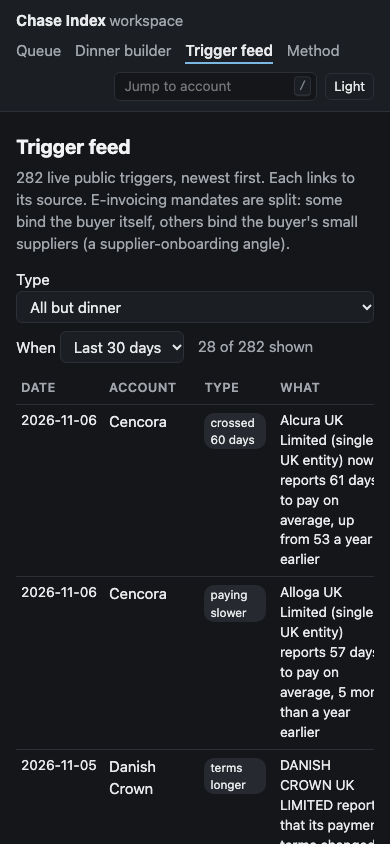 Chase Index workspace
Queue Dinner builder Trigger feed Method
Jump to account / Light
Trigger feed
282 live public triggers, newest first. Each links to
its source. E-invoicing mandates are split: some
bind the buyer itself, others bind the buyer's small
suppliers (a supplier-onboarding angle).
Type
All but dinner
When Last 30 days 28 of 282 shown
DATE ACCOUNT TYPE WHAT
2026-11-06 Cencora crossed 60 days Alcura UK
Limited (single
UK entity) now
reports 61 days
to pay on
average, up
from 53 a year
earlier
2026-11-06 Cencora paying slower Alloga UK
Limited (single
UK entity)
reports 57 days
to pay on
average, 5 mor
than a year
earlier
2026-11-05 Danish Crown terms longer DANISH
CROWN UK
LIMITED report
that its paymen
terms changed